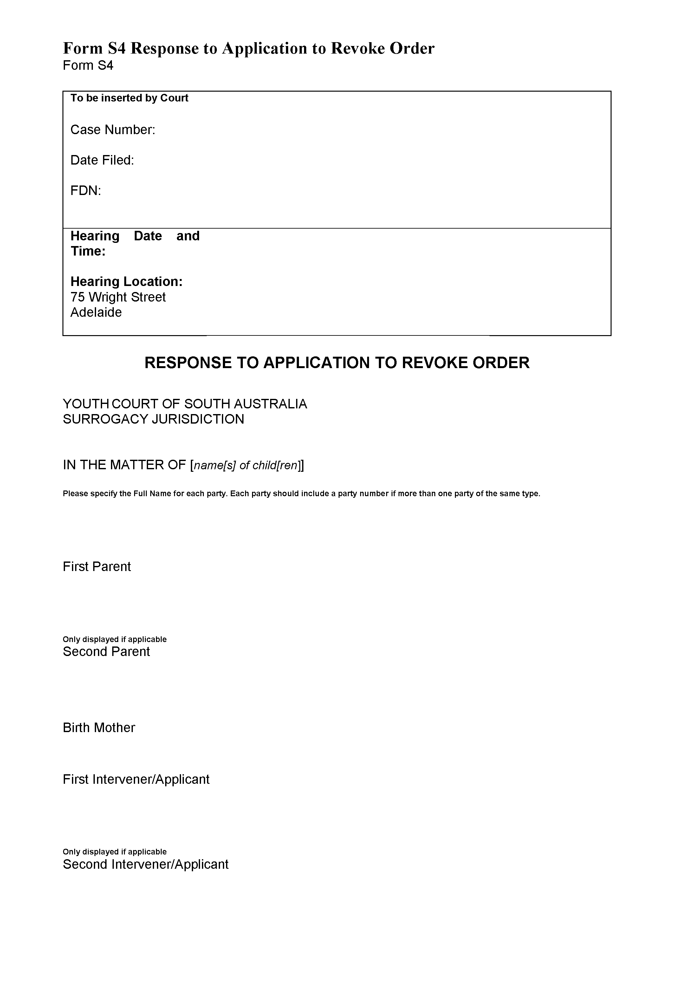 Form S4 Response to Application to Revoke Order
Form S4
To be inserted by Court
Case Number:
Date Filed:
FDN:
Hearing Date and
Time:
Hearing Location:
75 Wright Street
Adelaide
RESPONSE TO APPLICATION TO REVOKE ORDER
YOUTH COURT OF SOUTH AUSTRALIA
SURROGACY JURISDICTION
IN THE MATTER OF [name[s] of child[ren]]
Please specify the Full Name for each party. Each party should include a party number if more than one party of the same type.
First Parent
Only displayed if applicable
Second Parent
Birth Mother
First Intervener/Applicant
Only displayed if applicable
Second Intervener/Applicant